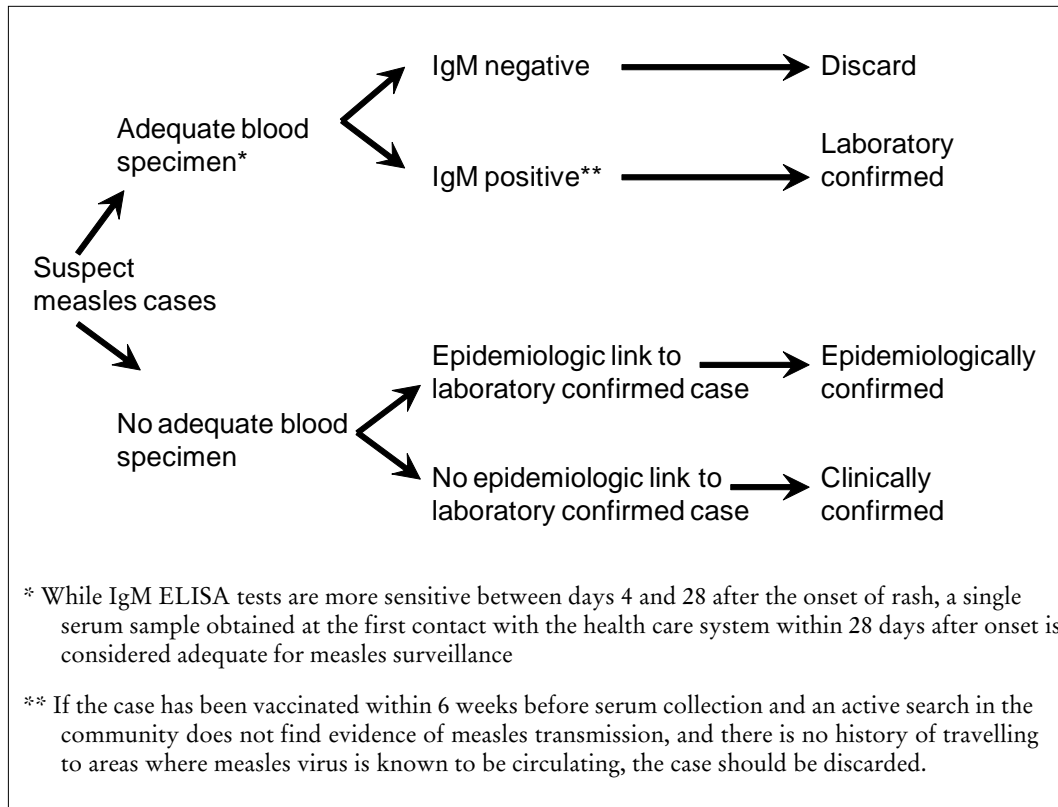 IgM negative
Discard
Adequate blood
specimen*
IgM positive**
Laboratory
confirmed
Suspect
measles cases
Epidemiologic link to
laboratory confirmed case
Epidemiologically
confirmed
No adequate blood
specimen
No epidemiologic link to
laboratory confirmed case
Clinically
confirmed
* While IgM ELISA tests are more sensitive between days 4 and 28 after the onset of rash, a single
serum sample obtained at the first contact with the health care system within 28 days after onset is
considered adequate for measles surveillance
** If the case has been vaccinated within 6 weeks before serum collection and an active search in the
community does not find evidence of measles transmission, and there is no history of travelling
to areas where measles virus is known to be circulating, the case should be discarded.